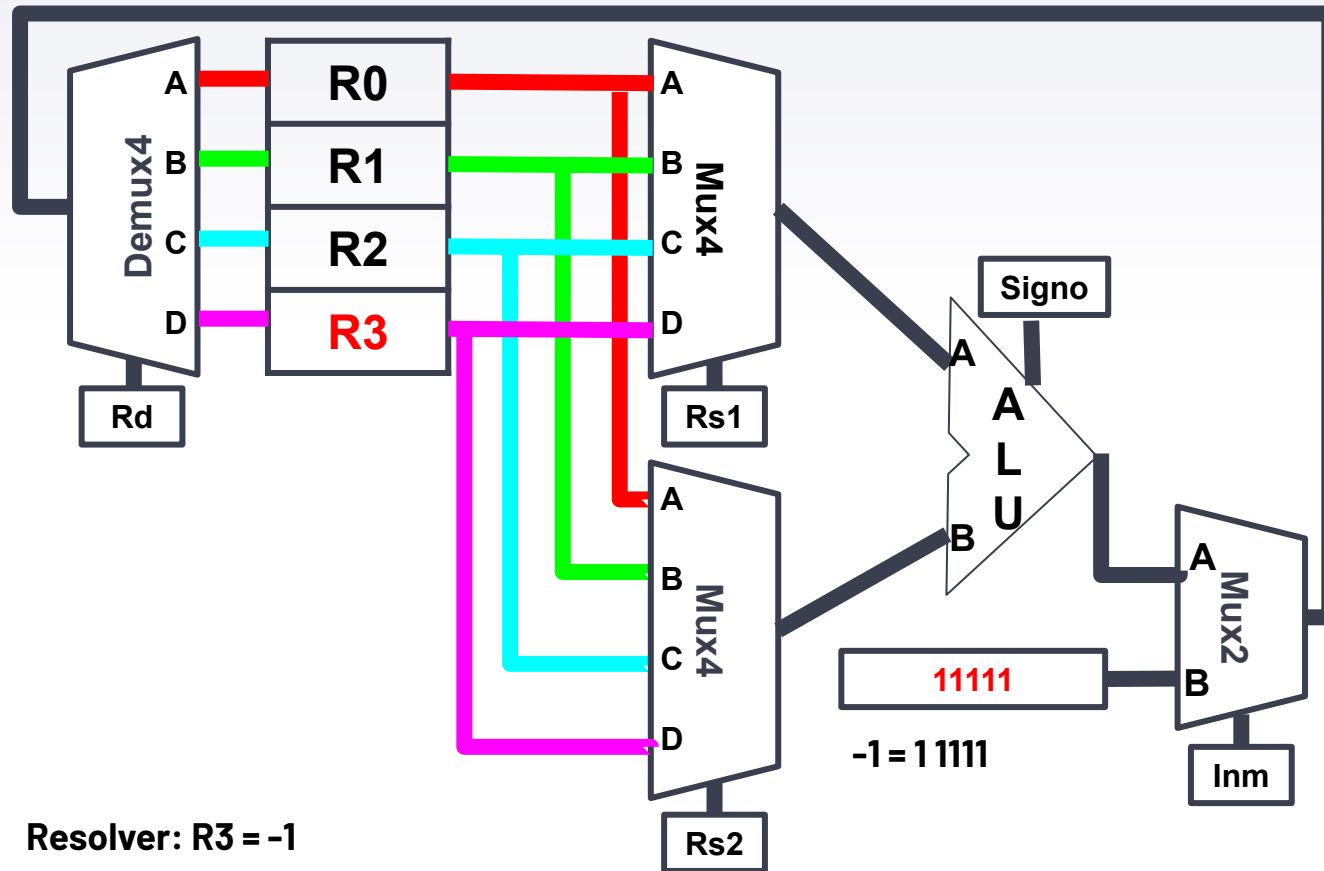 Demux4
A
B
C
D
Rd
R0
R1
R2
R3
A
B
C
D
Mux4
Rs1
A
B
C
D
Mux4
Rs2
Signo
A
B
A
L
U
11111
-1 = 1 1111
A
B
Mux2
Inm
Resolver: R3 = -1